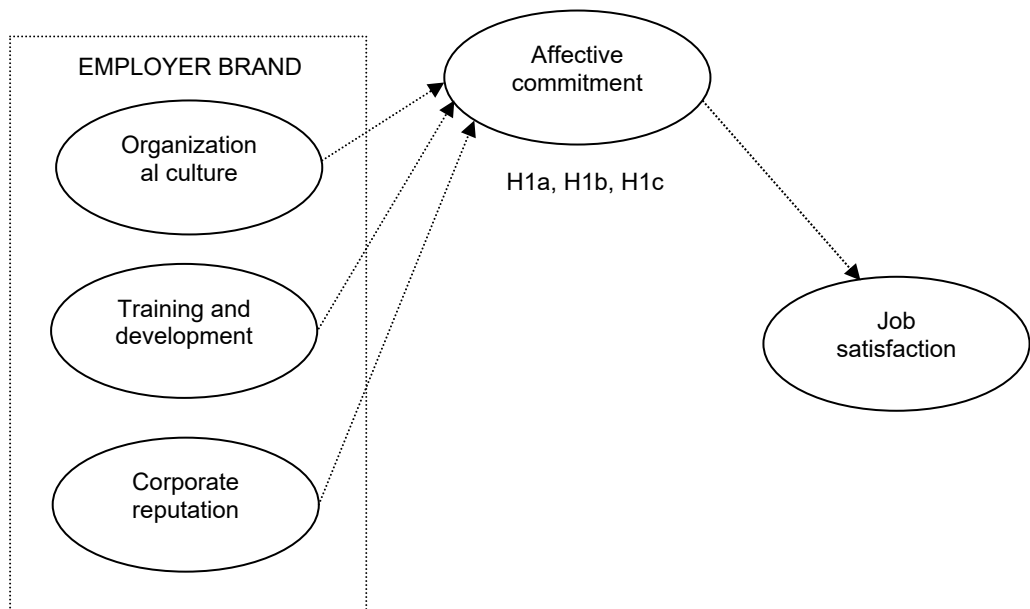 EMPLOYER BRAND
Organization
al culture
Training and
development
Corporate
reputation
Affective
commitment
H1a, H1b, H1c
Job
satisfaction